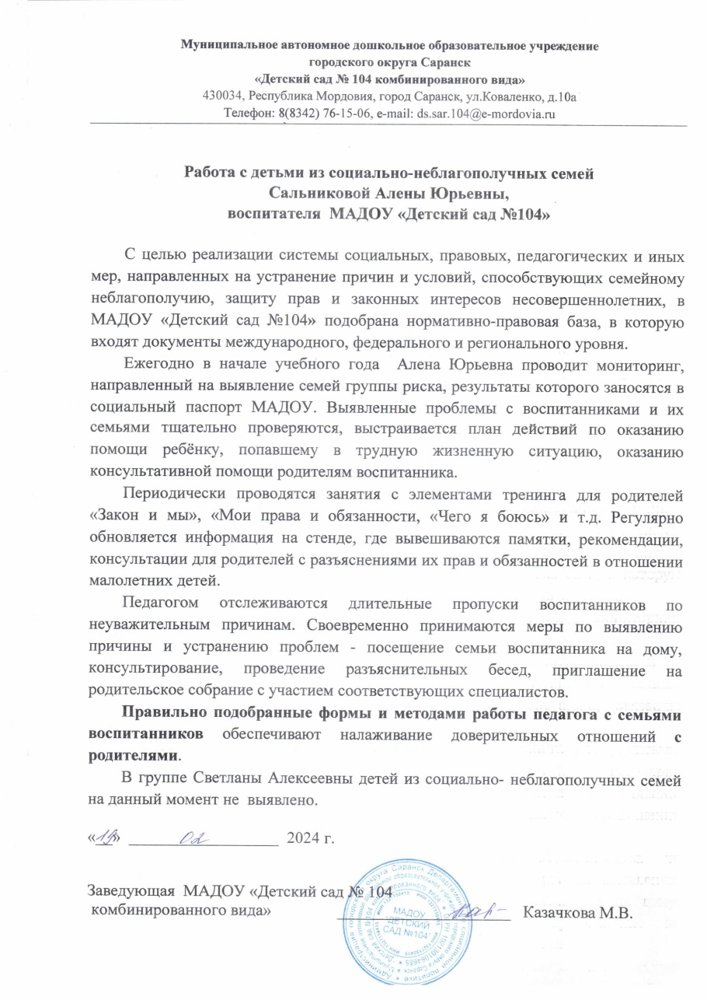 Муниципальное автономное дошкольное образовательное учреждение
городского округа Саранск
«Детский сад № 104 комбинированного вида»
430034, Республика Мордовия, город Саранск, ул.Коваленко, д.10а
Телефон: 8(8342) 76-15-06, e-mail: ds.sar.104@e-mordovia.ru
Работа с детьми из социально-неблагополучных семей
Сальниковой Алены Юрьевны,
воспитателя МАДОУ «Детский сад №104»
С целью реализации системы социальных, правовых, педагогических и иных
мер, направленных на устранение причин и условий, способствующих семейному
неблагополучию, защиту прав и законных интересов несовершеннолетних, в
МАДОУ «Детский сад №104» подобрана нормативно-правовая база, в которую
входят документы международного, федерального и регионального уровня.
Ежегодно в начале учебного года Алена Юрьевна проводит мониторинг,
направленный на выявление семей группы риска, результаты которого заносятся в
социальный паспорт МАДОУ. Выявленные проблемы с воспитанниками и их
семьями тщательно проверяются, выстраивается план действий по оказанию
помощи ребёнку, попавшему в трудную жизненную ситуацию, оказанию
консультативной помощи родителям воспитанника.
Периодически проводятся занятия с элементами тренинга для родителей
«Закон и мы», «Мои права и обязанности, «Чего я боюсь» и т.д. Регулярно
обновляется информация на стенде, где вывешиваются памятки, рекомендации,
консультации для родителей с разъяснениями их прав и обязанностей в отношении
малолетних детей.
Педагогом отслеживаются длительные пропуски воспитанников по
неуважительным причинам. Своевременно принимаются меры по выявлению
причины и устранению проблем - посещение семьи воспитанника на дому,
консультирование, проведение разъяснительных бесед, приглашение на
родительское собрание с участием соответствующих специалистов.
Правильно подобранные формы и методами работы педагога с семьями
воспитанников обеспечивают налаживание доверительных отношений с
родителями.
В группе Светланы Алексеевны детей из социально- неблагополучных семей
на данный момент не выявлено.
«19» 02 2024 г.
Заведующая МАДОУ «Детский сад № 104
комбинированного вида» Казачкова М.В.
МАДОУ
"ДЕТСКИЙ
САД №104"